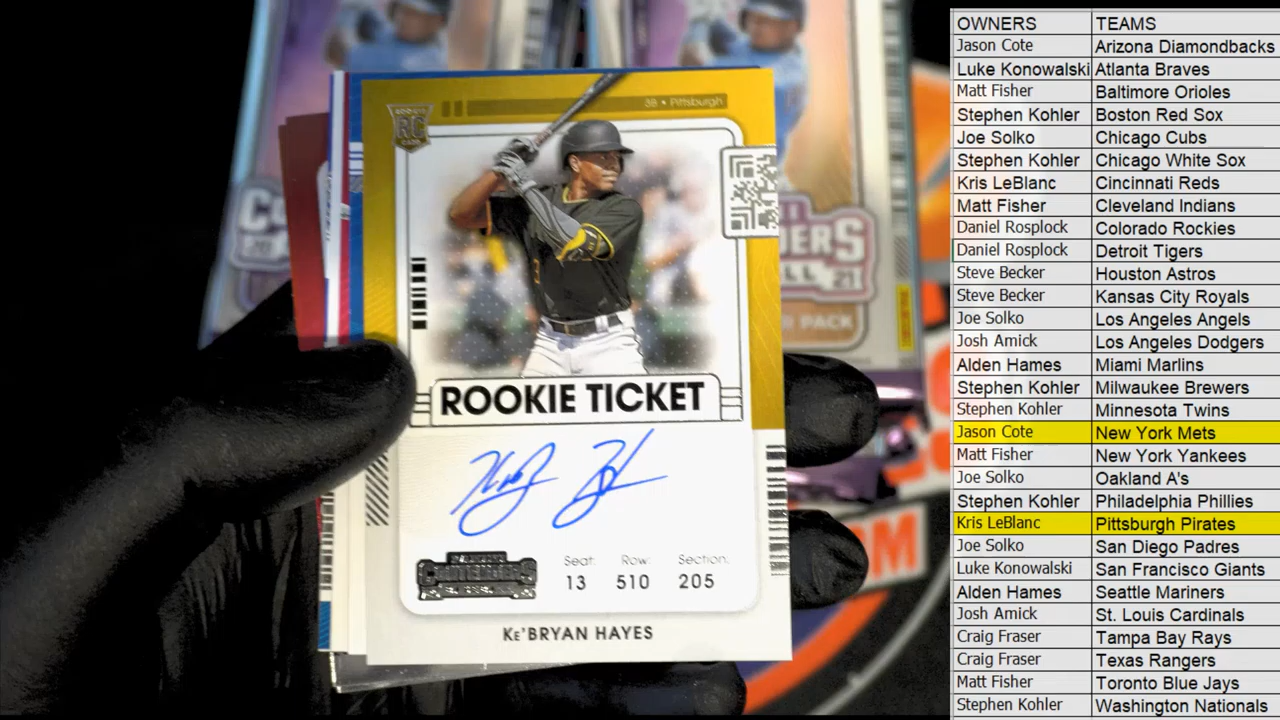 3B • Pittsburgh
RC
ROOKIE TICKET
Seat: Row: Section:
13 510 205
CONTENDERS
KE'BRYAN HAYES
OWNERS TEAMS
Jason Cote Arizona Diamondbacks
Luke Konowalski Atlanta Braves
Matt Fisher Baltimore Orioles
Stephen Kohler Boston Red Sox
Joe Solko Chicago Cubs
Stephen Kohler Chicago White Sox
Kris LeBlanc Cincinnati Reds
Matt Fisher Cleveland Indians
Daniel Rosplock Colorado Rockies
Daniel Rosplock Detroit Tigers
Steve Becker Houston Astros
Steve Becker Kansas City Royals
Joe Solko Los Angeles Angels
Josh Amick Los Angeles Dodgers
Alden Hames Miami Marlins
Stephen Kohler Milwaukee Brewers
Stephen Kohler Minnesota Twins
Jason Cote New York Mets
Matt Fisher New York Yankees
Joe Solko Oakland A's
Stephen Kohler Philadelphia Phillies
Kris LeBlanc Pittsburgh Pirates
Joe Solko San Diego Padres
Luke Konowalski San Francisco Giants
Alden Hames Seattle Mariners
Josh Amick St. Louis Cardinals
Craig Fraser Tampa Bay Rays
Craig Fraser Texas Rangers
Matt Fisher Toronto Blue Jays
Stephen Kohler Washington Nationals